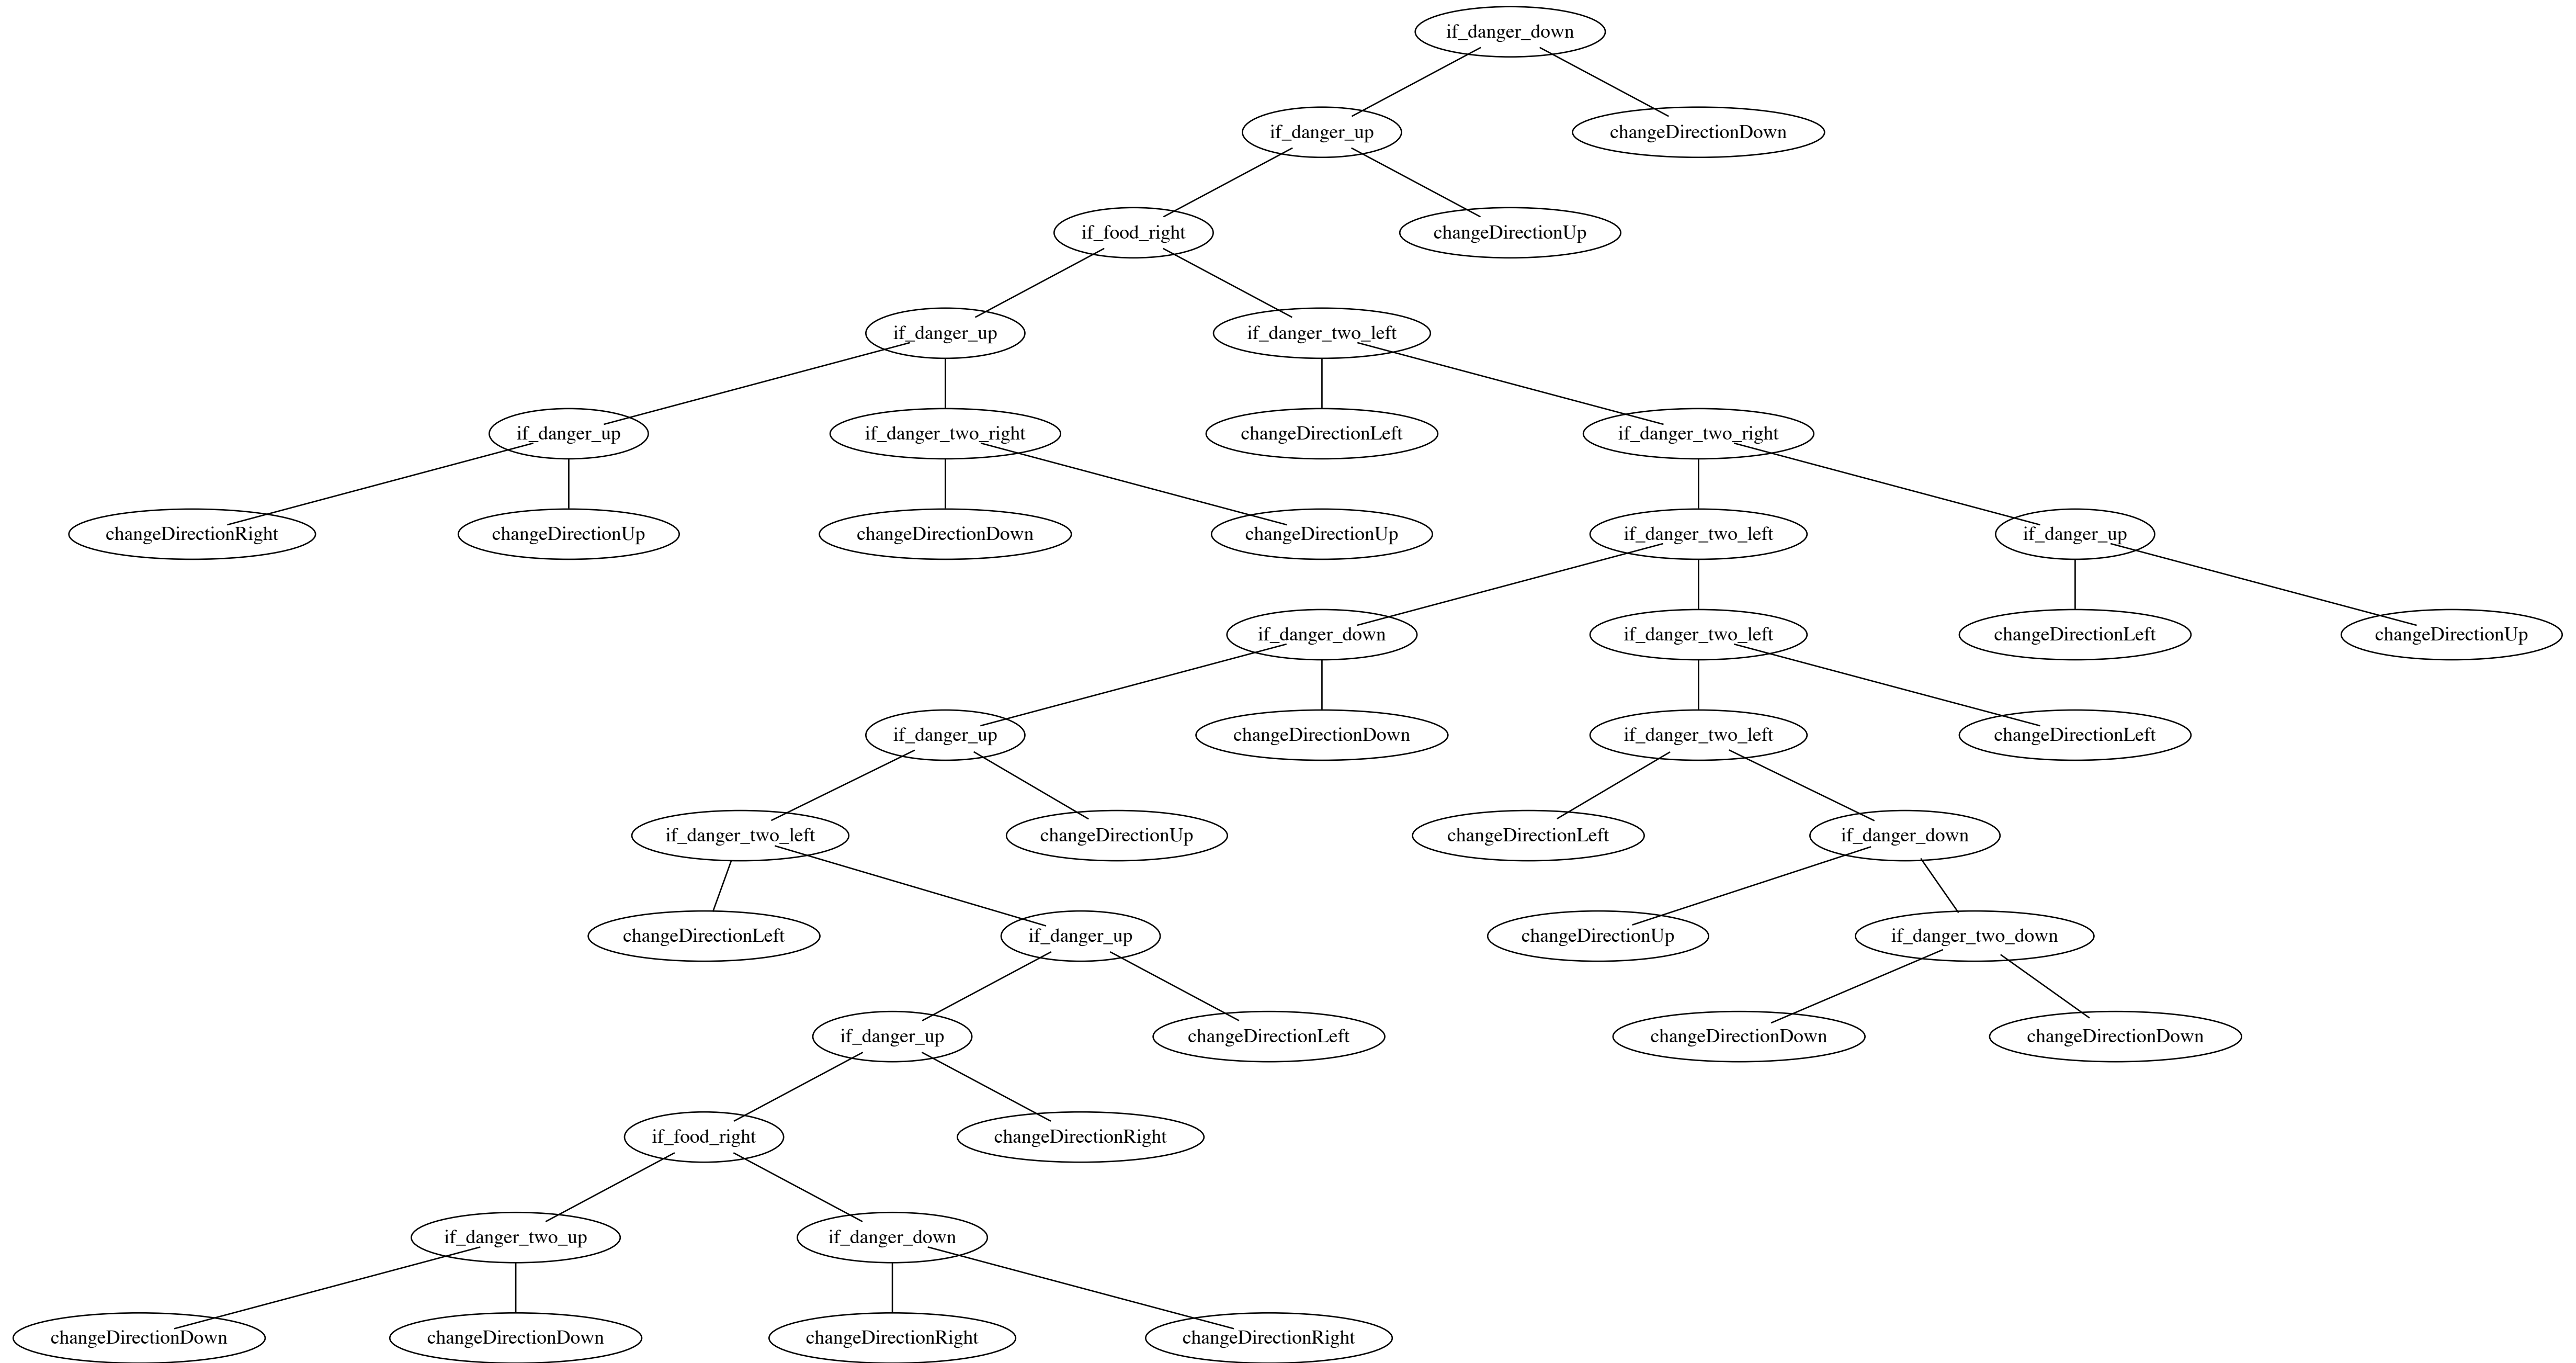 if_danger_down
if_danger_up
changeDirectionDown
if_food_right
changeDirectionUp
if_danger_up
if_danger_two_left
if_danger_up
if_danger_two_right
changeDirectionLeft
if_danger_two_right
changeDirectionRight
changeDirectionUp
changeDirectionDown
changeDirectionUp
if_danger_two_left
if_danger_up
if_danger_down
if_danger_two_left
changeDirectionLeft
changeDirectionUp
if_danger_up
changeDirectionDown
if_danger_two_left
changeDirectionLeft
if_danger_two_left
changeDirectionUp
changeDirectionLeft
if_danger_down
changeDirectionLeft
if_danger_up
changeDirectionUp
if_danger_two_down
if_danger_up
changeDirectionLeft
changeDirectionDown
changeDirectionDown
if_food_right
changeDirectionRight
if_danger_two_up
if_danger_down
changeDirectionDown
changeDirectionDown
changeDirectionRight
changeDirectionRight